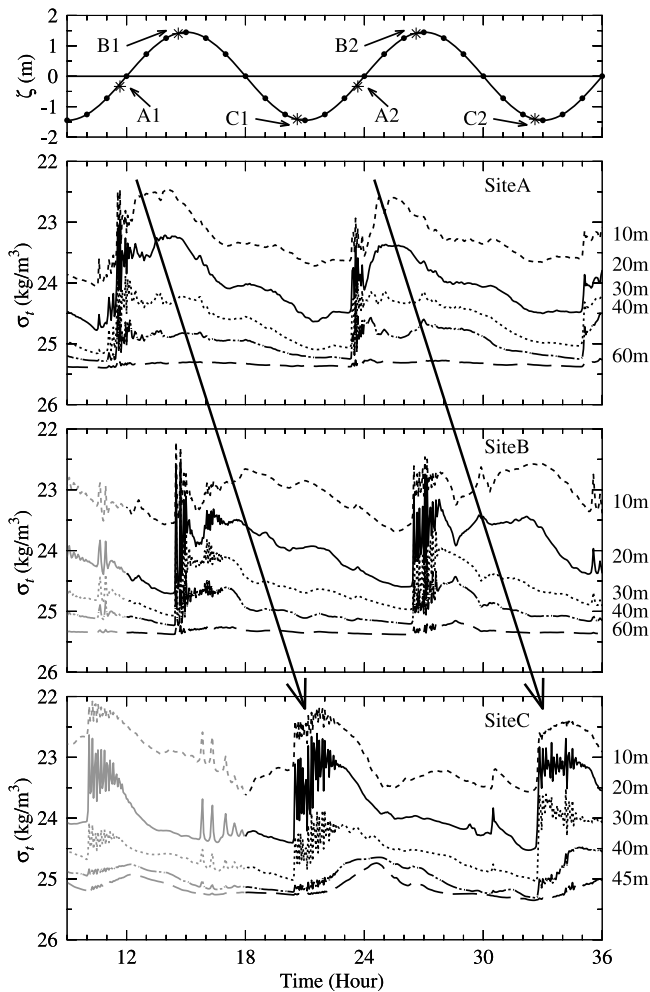 2
1
0
-1
-2
ζ (m)
B1
A1
C1
B2
A2
C2
22
23
24
25
26
σt (kg/m³)
SiteA
10m
20m
30m
40m
60m
22
23
24
25
26
σt (kg/m³)
SiteB
10m
20m
30m
40m
60m
22
23
24
25
26
σt (kg/m³)
SiteC
10m
20m
30m
40m
45m
12
18
24
30
36
Time (Hour)